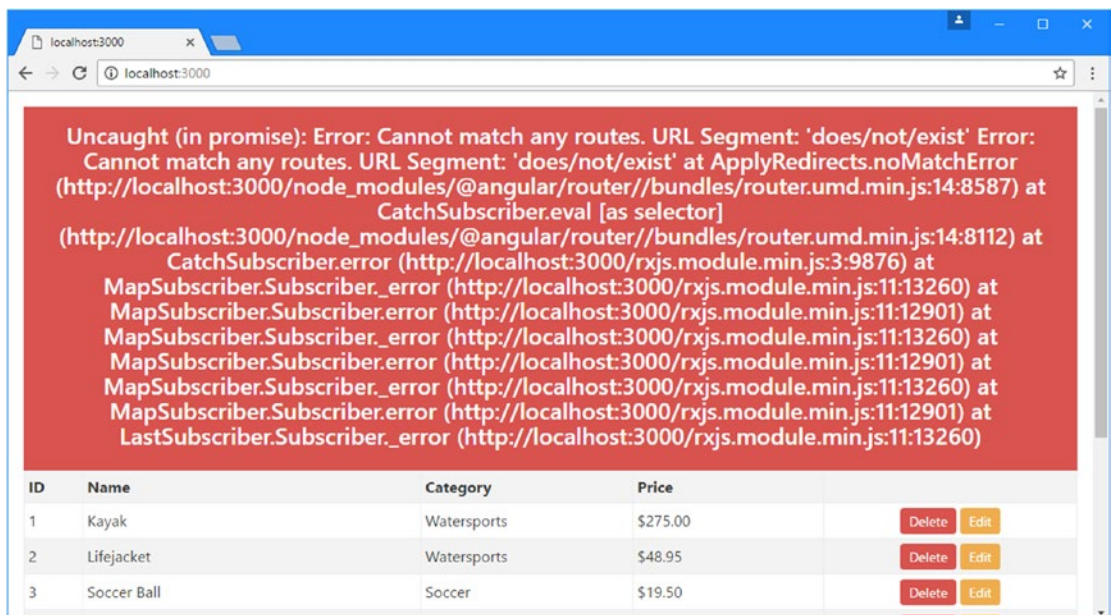 localhost:3000
localhost:3000
Uncaught (in promise): Error: Cannot match any routes. URL Segment: 'does/not/exist' Error:
Cannot match any routes. URL Segment: 'does/not/exist' at ApplyRedirects.noMatchError
(http://localhost:3000/node_modules/@angular/router//bundles/router.umd.min.js:14:8587) at
CatchSubscriber.eval [as selector]
(http://localhost:3000/node_modules/@angular/router//bundles/router.umd.min.js:14:8112) at
CatchSubscriber.error (http://localhost:3000/rxjs.module.min.js:3:9876) at
MapSubscriber.Subscriber._error (http://localhost:3000/rxjs.module.min.js:11:13260) at
MapSubscriber.Subscriber.error (http://localhost:3000/rxjs.module.min.js:11:12901) at
MapSubscriber.Subscriber._error (http://localhost:3000/rxjs.module.min.js:11:13260) at
MapSubscriber.Subscriber.error (http://localhost:3000/rxjs.module.min.js:11:12901) at
MapSubscriber.Subscriber._error (http://localhost:3000/rxjs.module.min.js:11:13260) at
MapSubscriber.Subscriber.error (http://localhost:3000/rxjs.module.min.js:11:12901) at
LastSubscriber.Subscriber._error (http://localhost:3000/rxjs.module.min.js:11:13260)
ID Name Category Price
1 Kayak Watersports $275.00 Delete Edit
2 Lifejacket Watersports $48.95 Delete Edit
3 Soccer Ball Soccer $19.50 Delete Edit